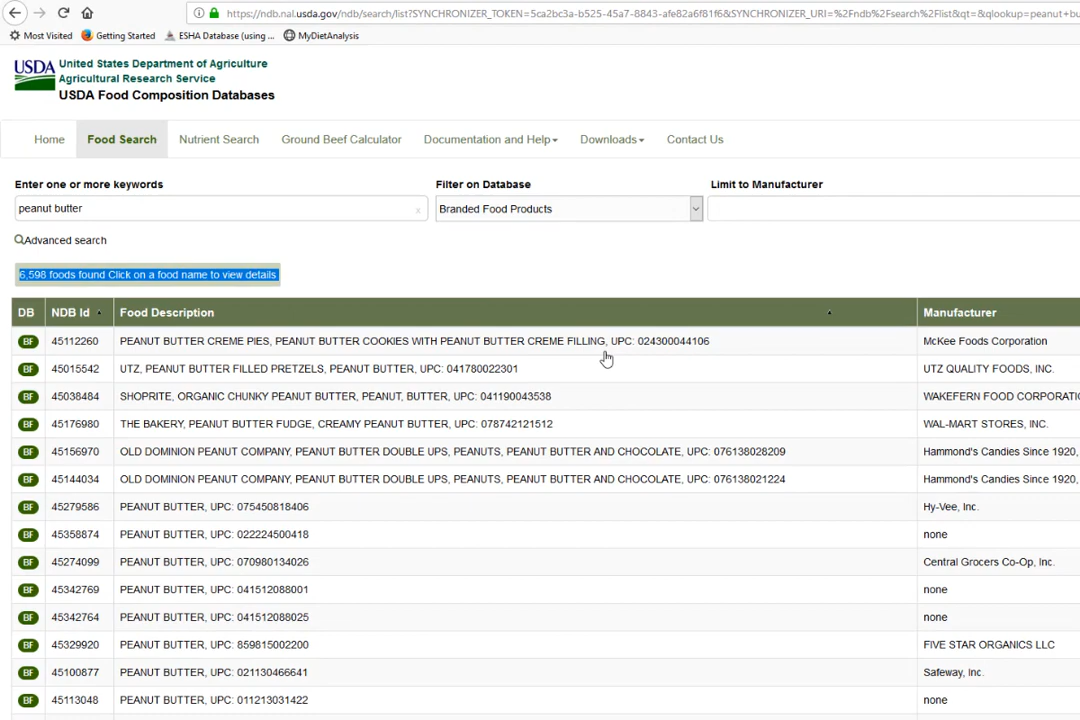 https://ndb.nal.usda.gov/ndb/search/list?SYNCHRONIZER_TOKEN=5ca2bc3a-b525-45a7-8843-afe82a6f81f6&SYNCHRONIZER_URI=%2Fndb%2Fsearch%2Flist&qt=&qlookup=peanut+bu
Most Visited Getting Started ESHA Database (using ... MyDietAnalysis
USDA United States Department of Agriculture
Agricultural Research Service
USDA Food Composition Databases
Home Food Search Nutrient Search Ground Beef Calculator Documentation and Help Downloads Contact Us
Enter one or more keywords Filter on Database Limit to Manufacturer
peanut butter x Branded Food Products
Advanced search
6,598 foods found Click on a food name to view details
DB NDB Id Food Description Manufacturer
BF 45112260 PEANUT BUTTER CREME PIES, PEANUT BUTTER COOKIES WITH PEANUT BUTTER CREME FILLING, UPC: 024300044106 McKee Foods Corporation
BF 45015542 UTZ, PEANUT BUTTER FILLED PRETZELS, PEANUT BUTTER, UPC: 041780022301 UTZ QUALITY FOODS, INC.
BF 45038484 SHOPRITE, ORGANIC CHUNKY PEANUT BUTTER, PEANUT, BUTTER, UPC: 041190043538 WAKEFERN FOOD CORPORATIO
BF 45176980 THE BAKERY, PEANUT BUTTER FUDGE, CREAMY PEANUT BUTTER, UPC: 078742121512 WAL-MART STORES, INC.
BF 45156970 OLD DOMINION PEANUT COMPANY, PEANUT BUTTER DOUBLE UPS, PEANUTS, PEANUT BUTTER AND CHOCOLATE, UPC: 076138028209 Hammond's Candies Since 1920,
BF 45144034 OLD DOMINION PEANUT COMPANY, PEANUT BUTTER DOUBLE UPS, PEANUTS, PEANUT BUTTER AND CHOCOLATE, UPC: 076138021224 Hammond's Candies Since 1920,
BF 45279586 PEANUT BUTTER, UPC: 075450818406 Hy-Vee, Inc.
BF 45358874 PEANUT BUTTER, UPC: 022224500418 none
BF 45274099 PEANUT BUTTER, UPC: 070980134026 Central Grocers Co-Op, Inc.
BF 45342769 PEANUT BUTTER, UPC: 041512088001 none
BF 45342764 PEANUT BUTTER, UPC: 041512088025 none
BF 45329920 PEANUT BUTTER, UPC: 859815002200 FIVE STAR ORGANICS LLC
BF 45100877 PEANUT BUTTER, UPC: 021130466641 Safeway, Inc.
BF 45113048 PEANUT BUTTER, UPC: 011213031422 none